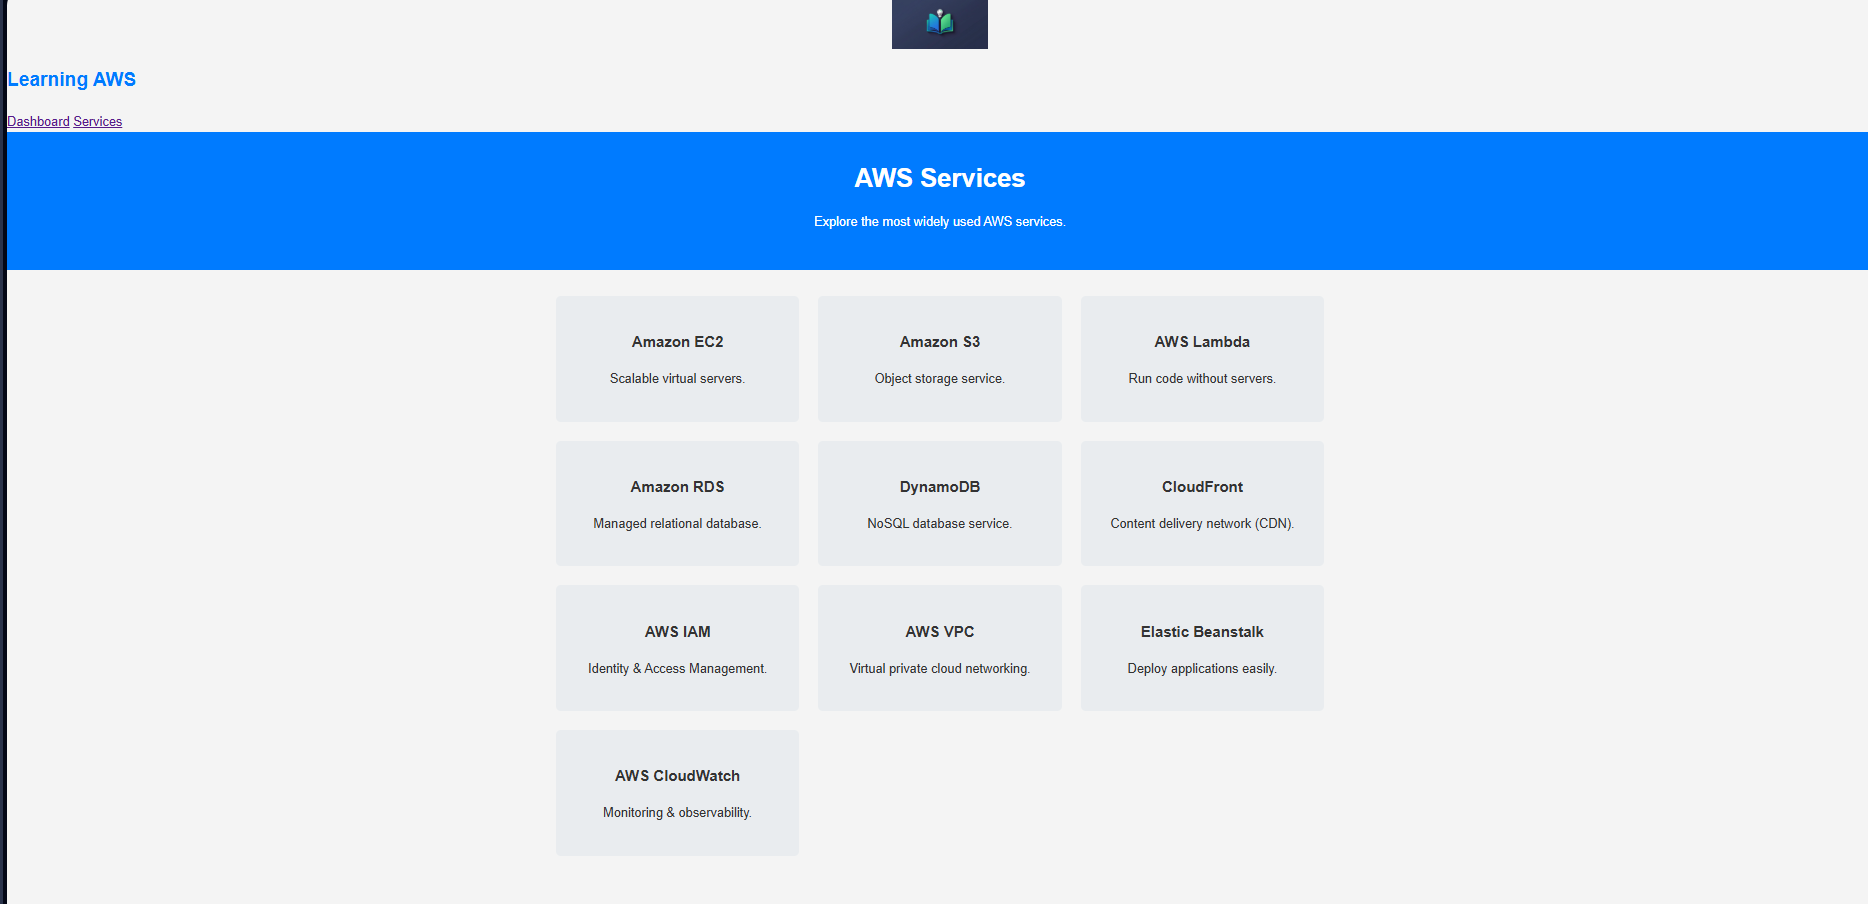 Learning AWS
Dashboard Services
AWS Services
Explore the most widely used AWS services.
Amazon EC2
Scalable virtual servers.
Amazon S3
Object storage service.
AWS Lambda
Run code without servers.
Amazon RDS
Managed relational database.
DynamoDB
NoSQL database service.
CloudFront
Content delivery network (CDN).
AWS IAM
Identity & Access Management.
AWS VPC
Virtual private cloud networking.
Elastic Beanstalk
Deploy applications easily.
AWS CloudWatch
Monitoring & observability.